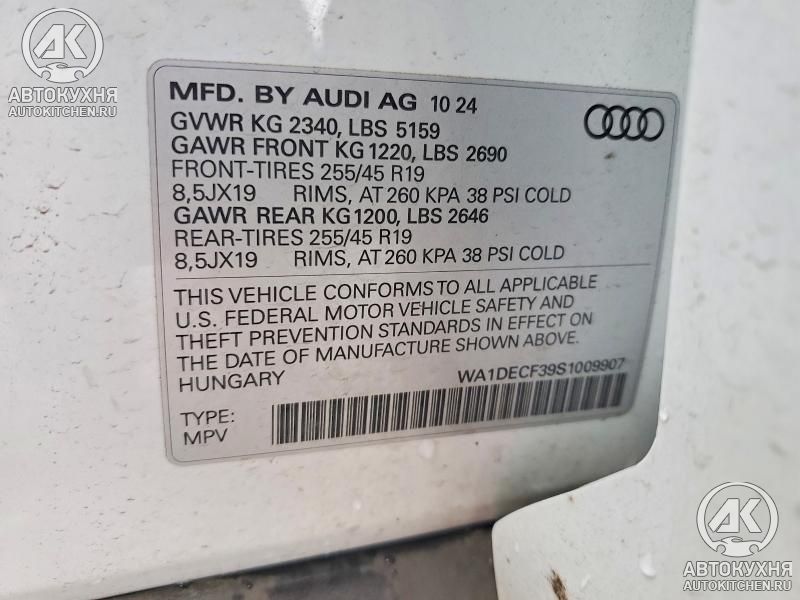 АК
АВТОКУХНЯ
AUTOKITCHEN.RU
MFD. BY AUDI AG 10 24
GVWR KG 2340, LBS 5159
GAWR FRONT KG 1220, LBS 2690
FRONT-TIRES 255/45 R19
8,5JX19 RIMS, AT 260 KPA 38 PSI COLD
GAWR REAR KG 1200, LBS 2646
REAR-TIRES 255/45 R19
8,5JX19 RIMS, AT 260 KPA 38 PSI COLD
THIS VEHICLE CONFORMS TO ALL APPLICABLE
U.S. FEDERAL MOTOR VEHICLE SAFETY AND
THEFT PREVENTION STANDARDS IN EFFECT ON
THE DATE OF MANUFACTURE SHOWN ABOVE.
HUNGARY WA1DECF39S1009907
TYPE:
MPV
АК
АВТОКУХНЯ
AUTOKITCHEN.RU